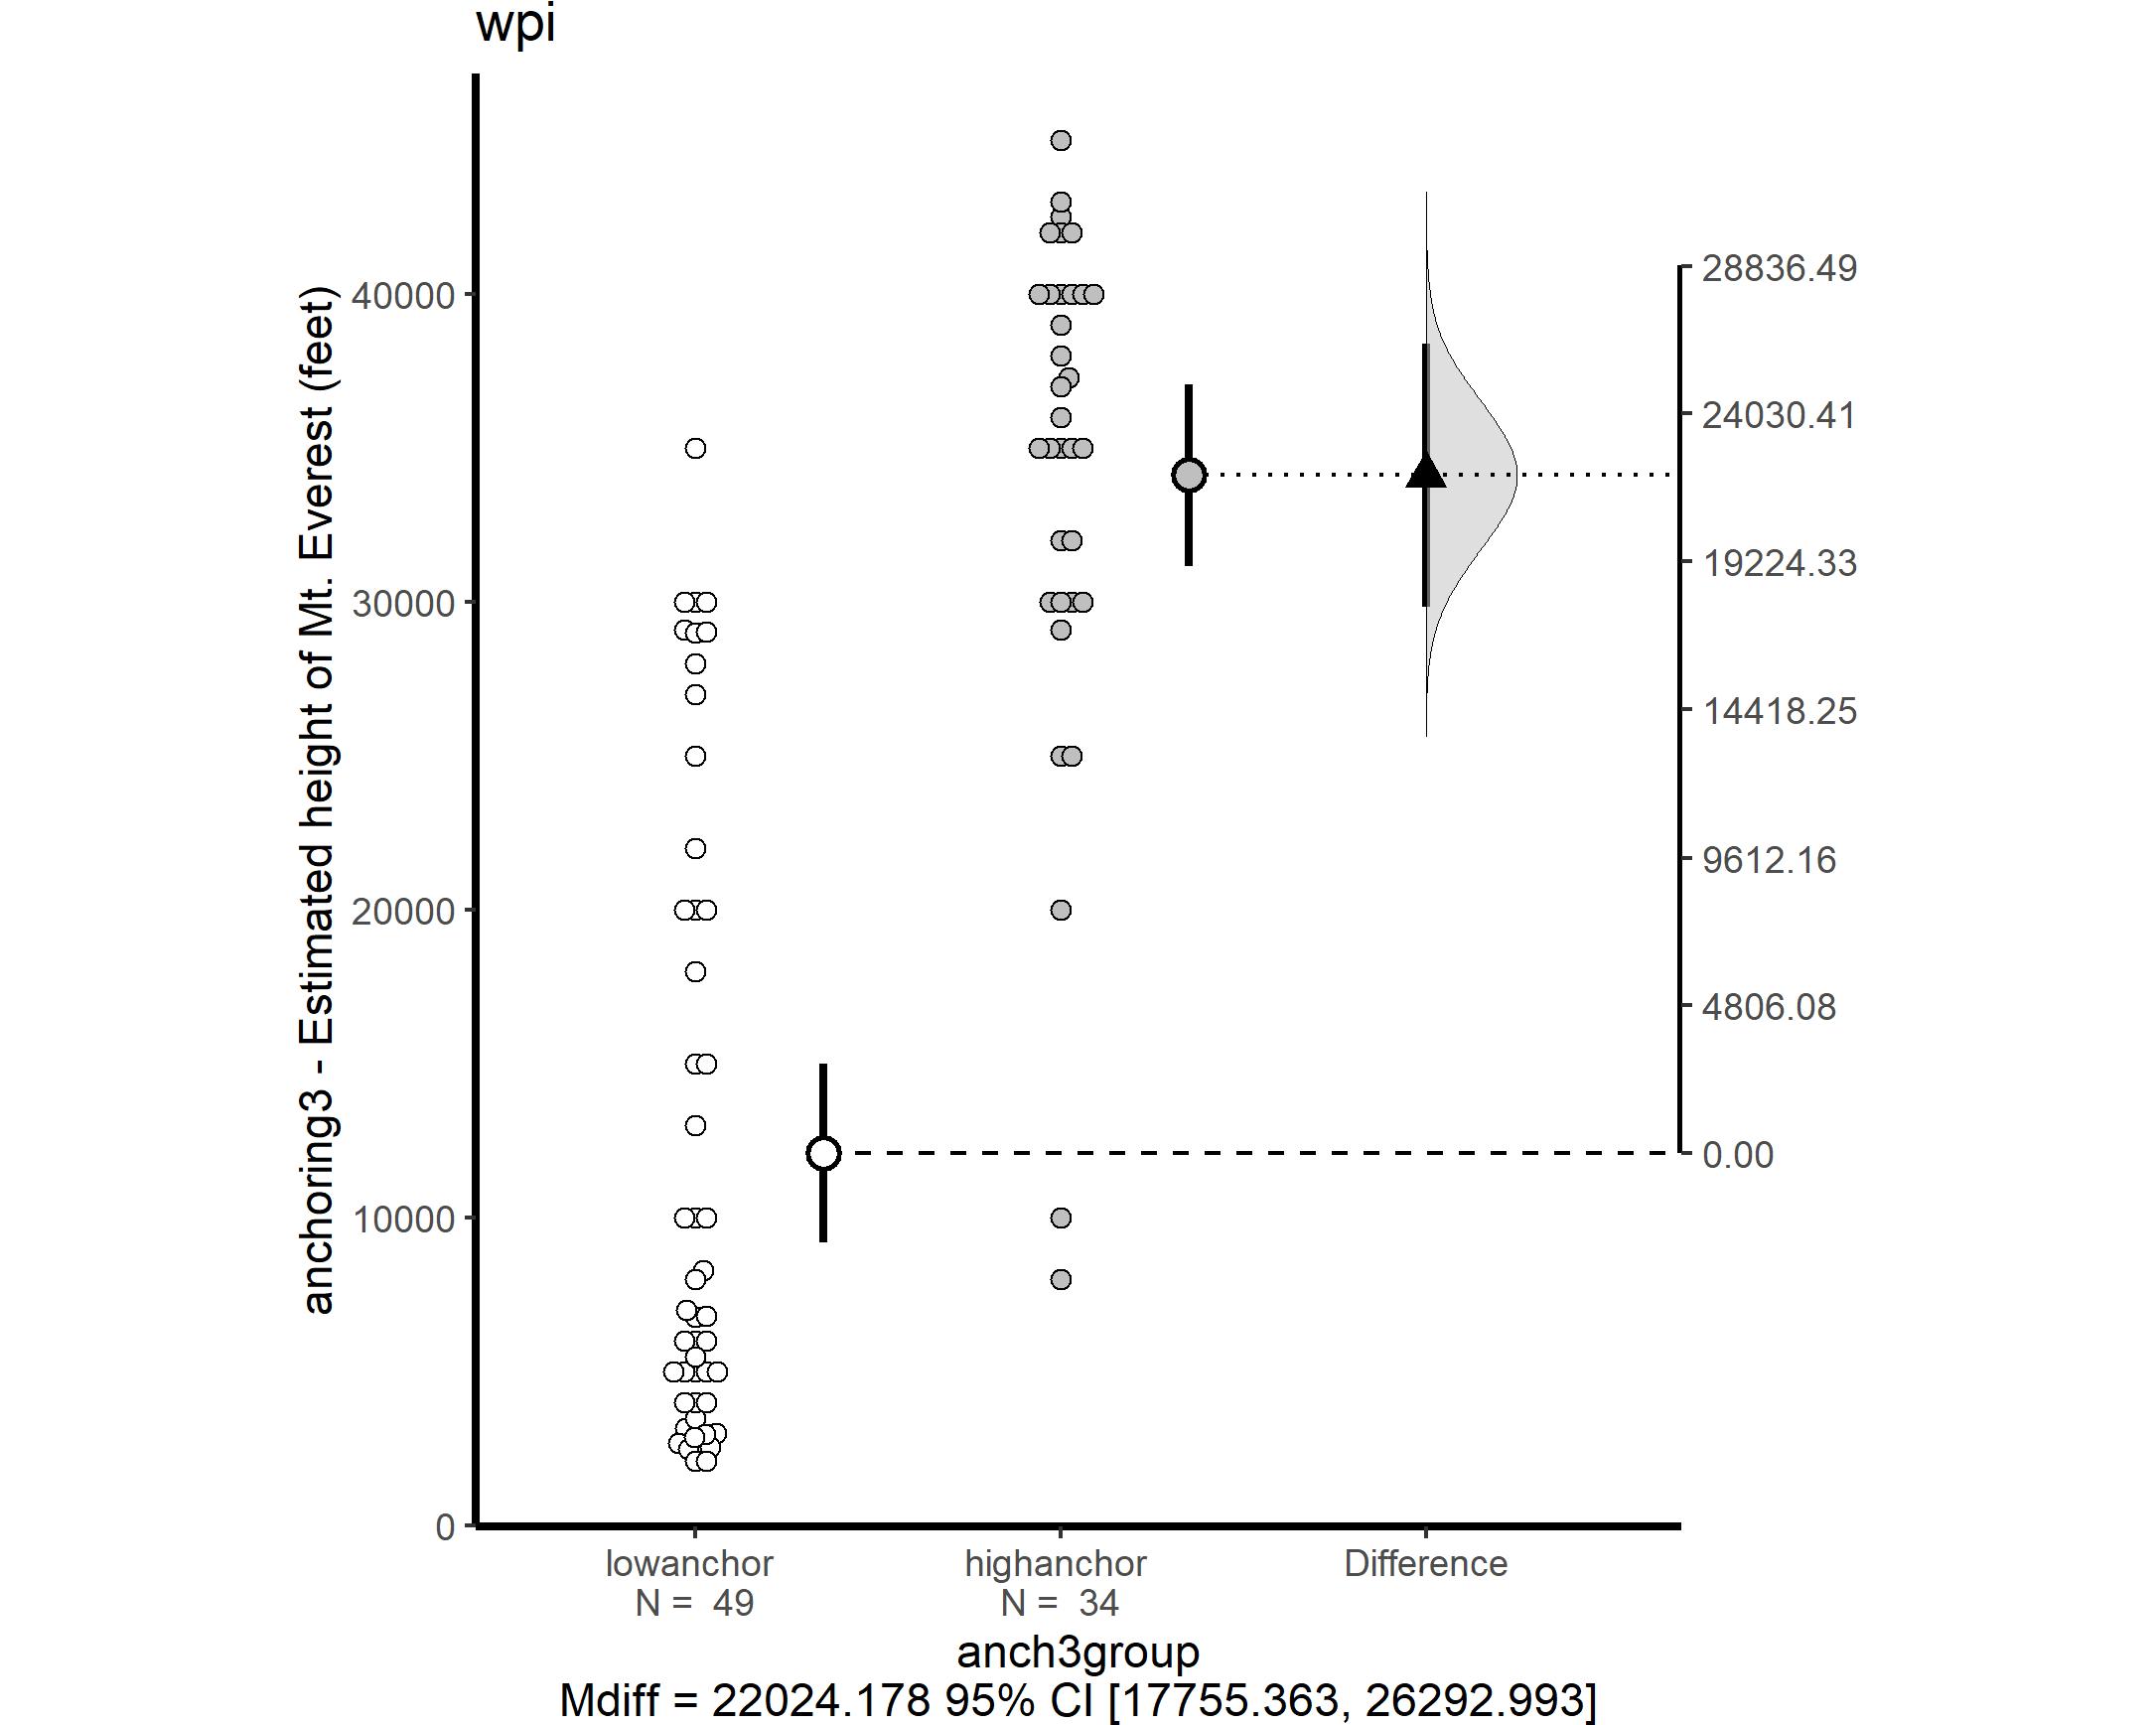 wpi
anchoring3 - Estimated height of Mt. Everest (feet)
40000
30000
20000
10000
0
28836.49
24030.41
19224.33
14418.25
9612.16
4806.08
0.00
lowanchor
N =  49
highanchor
N =  34
Difference
anch3group
Mdiff = 22024.178 95% CI [17755.363, 26292.993]